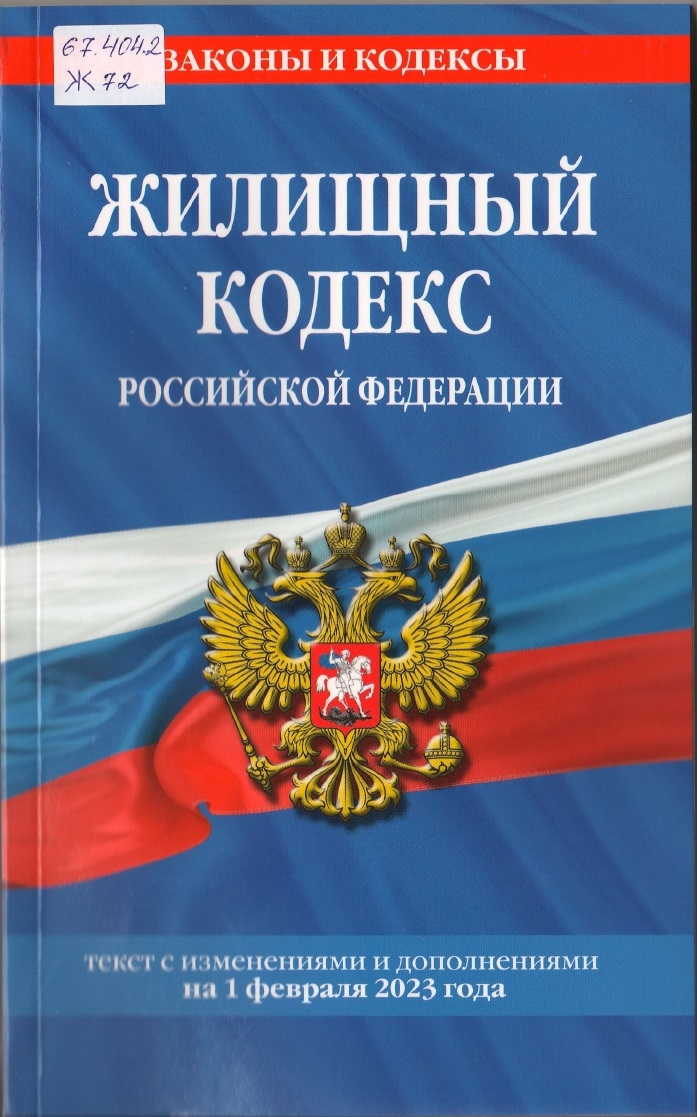 67.404.2
Ж 72
ЗАКОНЫ И КОДЕКСЫ
ЖИЛИЩНЫЙ
КОДЕКС
РОССИЙСКОЙ ФЕДЕРАЦИИ
текст с изменениями и дополнениями
на 1 февраля 2023 года